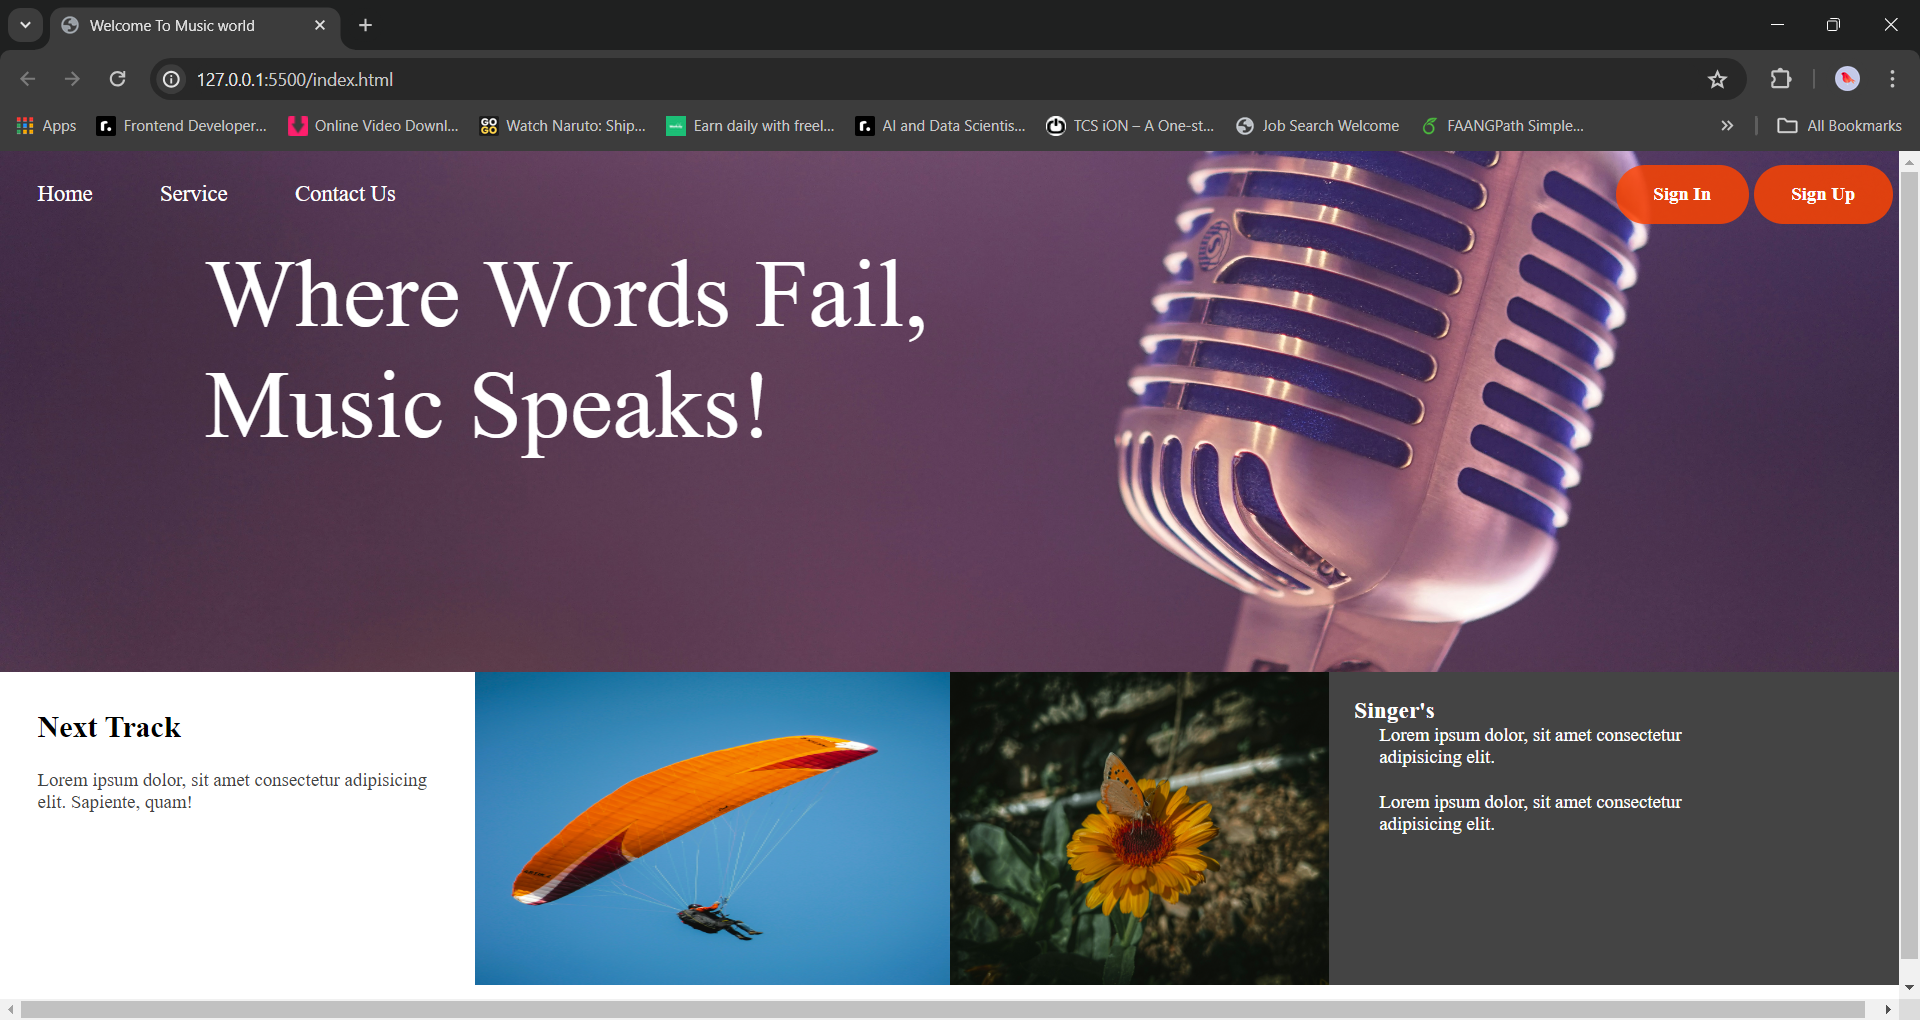 Welcome To Music world
127.0.0.1:5500/index.html
Apps
Frontend Developer...
Online Video Downl...
GO GO
Watch Naruto: Ship...
Earn daily with freel...
r.
AI and Data Scientis...
TCS iON – A One-st...
Job Search Welcome
FAANGPath Simple...
All Bookmarks
Home
Service
Contact Us
Sign In
Sign Up
Where Words Fail,
Music Speaks!
Next Track
Lorem ipsum dolor, sit amet consectetur adipisicing
elit. Sapiente, quam!
Singer's
Lorem ipsum dolor, sit amet consectetur
adipisicing elit.
Lorem ipsum dolor, sit amet consectetur
adipisicing elit.